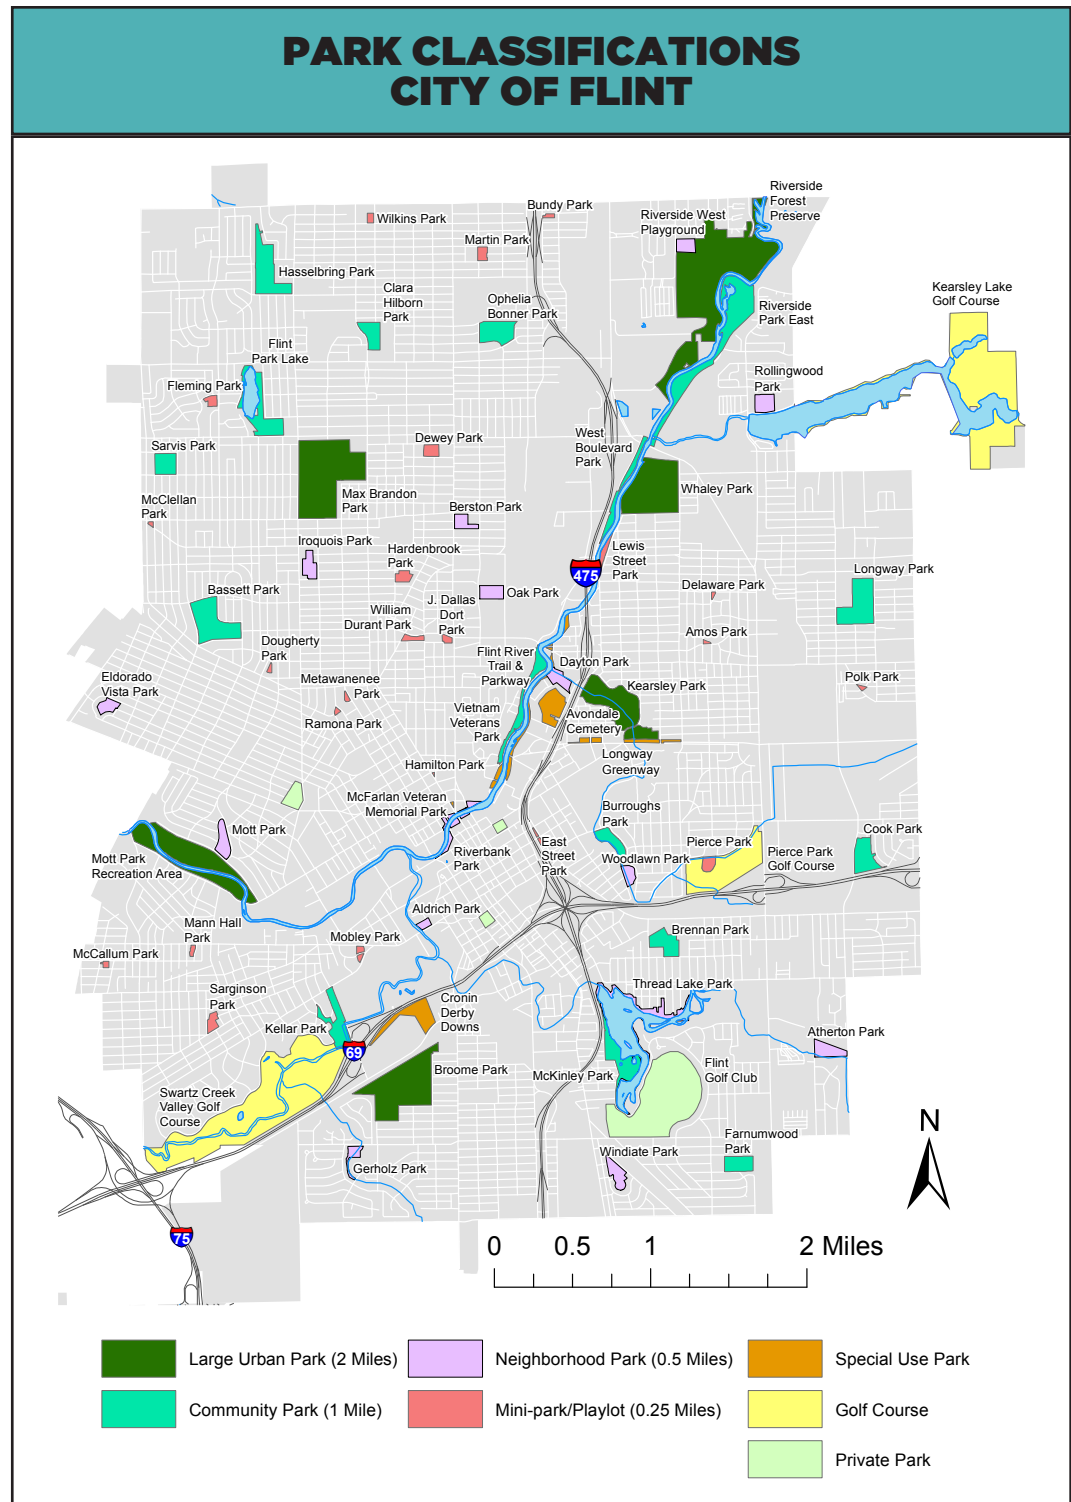 PARK CLASSIFICATIONS
CITY OF FLINT
Riverside
Forest
Preserve
Bundy Park
Wilkins Park
Riverside West
Playground
Martin Park
Hasselbring Park
Clara
Hilborn
Park
Ophelia
Bonner Park
Kearsley Lake
Golf Course
Riverside
Park East
Flint
Park Lake
Fleming Park
Rollingwood
Park
Sarvis Park
Dewey Park
West
Boulevard
Park
Max Brandon
Park
Whaley Park
McClellan
Park
Berston Park
Iroquois Park
Hardenbrook
Park
Lewis
Street
Park
475
Longway Park
Bassett Park
Oak Park
Delaware Park
William
Durant Park
J. Dallas
Dort
Park
Amos Park
Dougherty
Park
Flint River
Trail &
Parkway
Dayton Park
Eldorado
Vista Park
Metawanenee
Park
Kearsley Park
Polk Park
Ramona Park
Vietnam
Veterans
Park
Avondale
Cemetery
Hamilton Park
Longway
Greenway
McFarlan Veteran
Memorial Park
Burroughs
Park
Mott Park
Cook Park
Mott Park
Recreation Area
Riverbank
Park
East
Street
Park
Woodlawn Park
Pierce Park
Pierce Park
Golf Course
Aldrich Park
Mann Hall
Park
Mobley Park
Brennan Park
McCallum Park
Thread Lake Park
Sarginson
Park
Kellar Park
Cronin
Derby
Downs
Atherton Park
69
Broome Park
McKinley Park
Flint
Golf Club
Swartz Creek
Valley Golf
Course
Farnumwood
Park
Windiate Park
Gerholz Park
N
75
0 0.5 1 2 Miles
Large Urban Park (2 Miles)
Neighborhood Park (0.5 Miles)
Special Use Park
Community Park (1 Mile)
Mini-park/Playlot (0.25 Miles)
Golf Course
Private Park